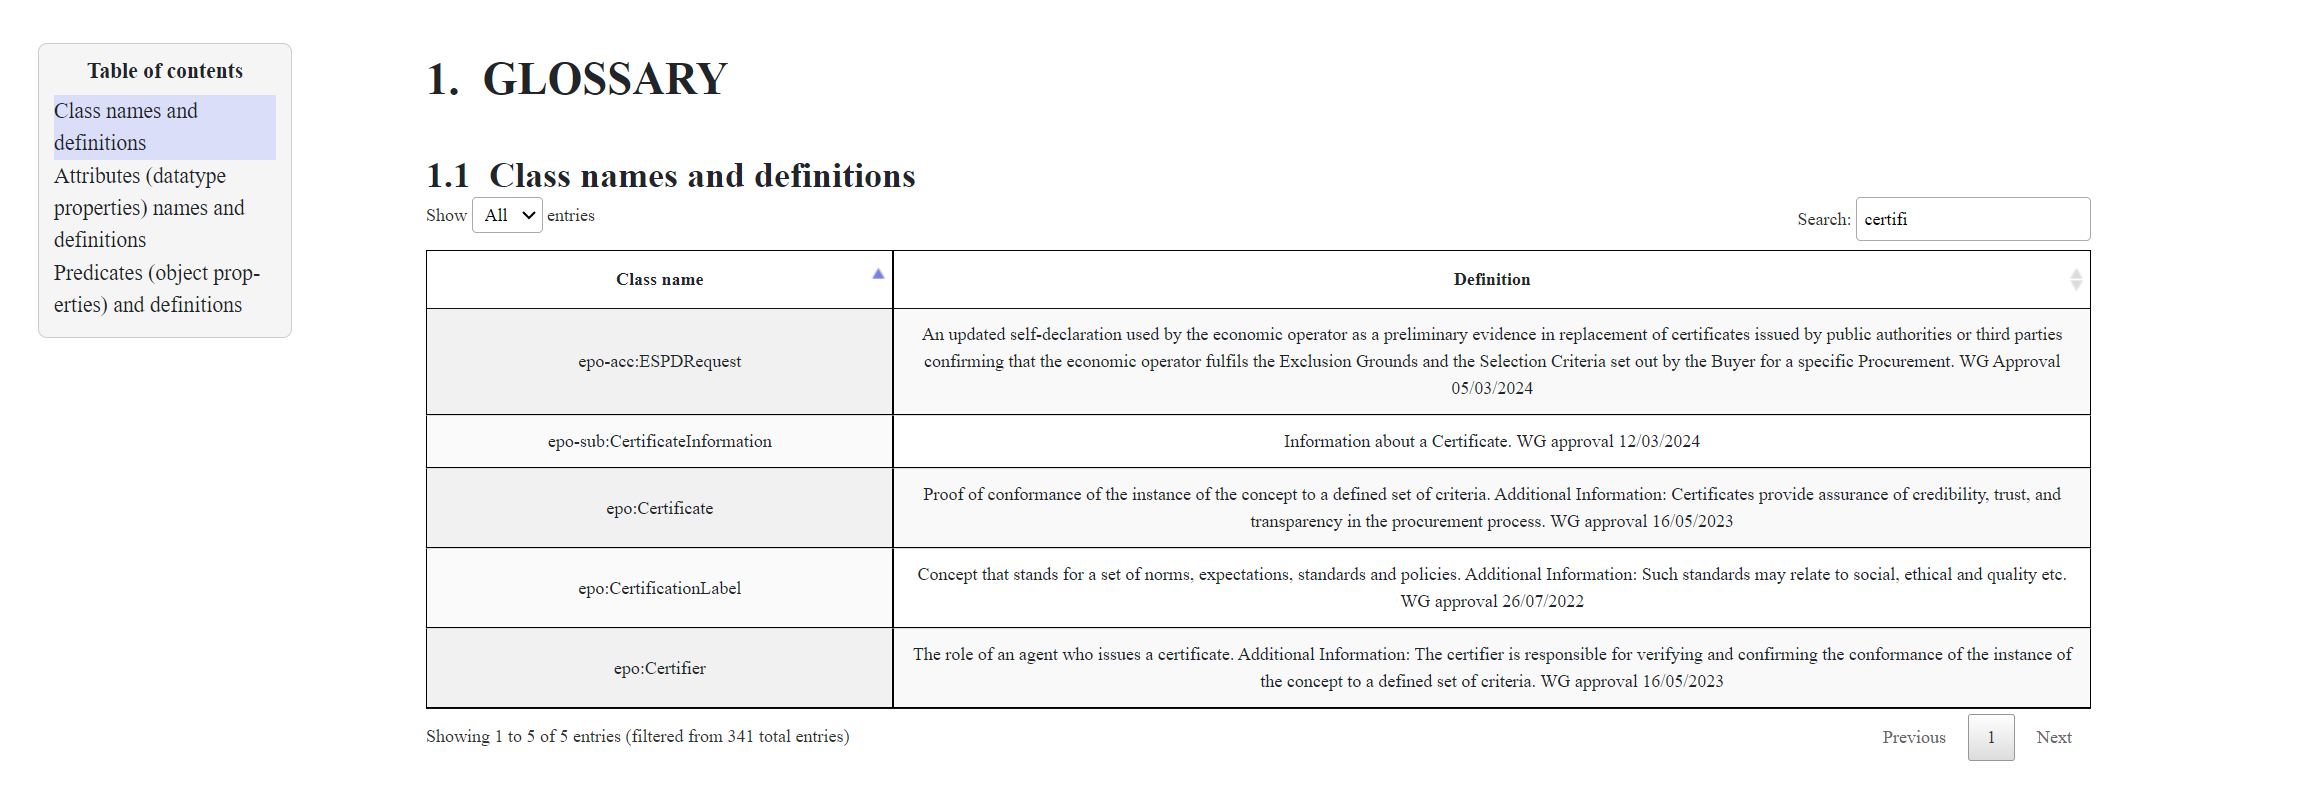 Table of contents
Class names and
definitions
Attributes (datatype
properties) names and
definitions
Predicates (object prop-
erties) and definitions
1. GLOSSARY
1.1 Class names and definitions
Show All entries
Search: certifi
Class name
Definition
epo-acc:ESPDRequest
An updated self-declaration used by the economic operator as a preliminary evidence in replacement of certificates issued by public authorities or third parties
confirming that the economic operator fulfils the Exclusion Grounds and the Selection Criteria set out by the Buyer for a specific Procurement. WG Approval
05/03/2024
epo-sub:CertificateInformation
Information about a Certificate. WG approval 12/03/2024
epo:Certificate
Proof of conformance of the instance of the concept to a defined set of criteria. Additional Information: Certificates provide assurance of credibility, trust, and
transparency in the procurement process. WG approval 16/05/2023
epo:CertificationLabel
Concept that stands for a set of norms, expectations, standards and policies. Additional Information: Such standards may relate to social, ethical and quality etc.
WG approval 26/07/2022
epo:Certifier
The role of an agent who issues a certificate. Additional Information: The certifier is responsible for verifying and confirming the conformance of the instance of
the concept to a defined set of criteria. WG approval 16/05/2023
Showing 1 to 5 of 5 entries (filtered from 341 total entries)
Previous 1 Next